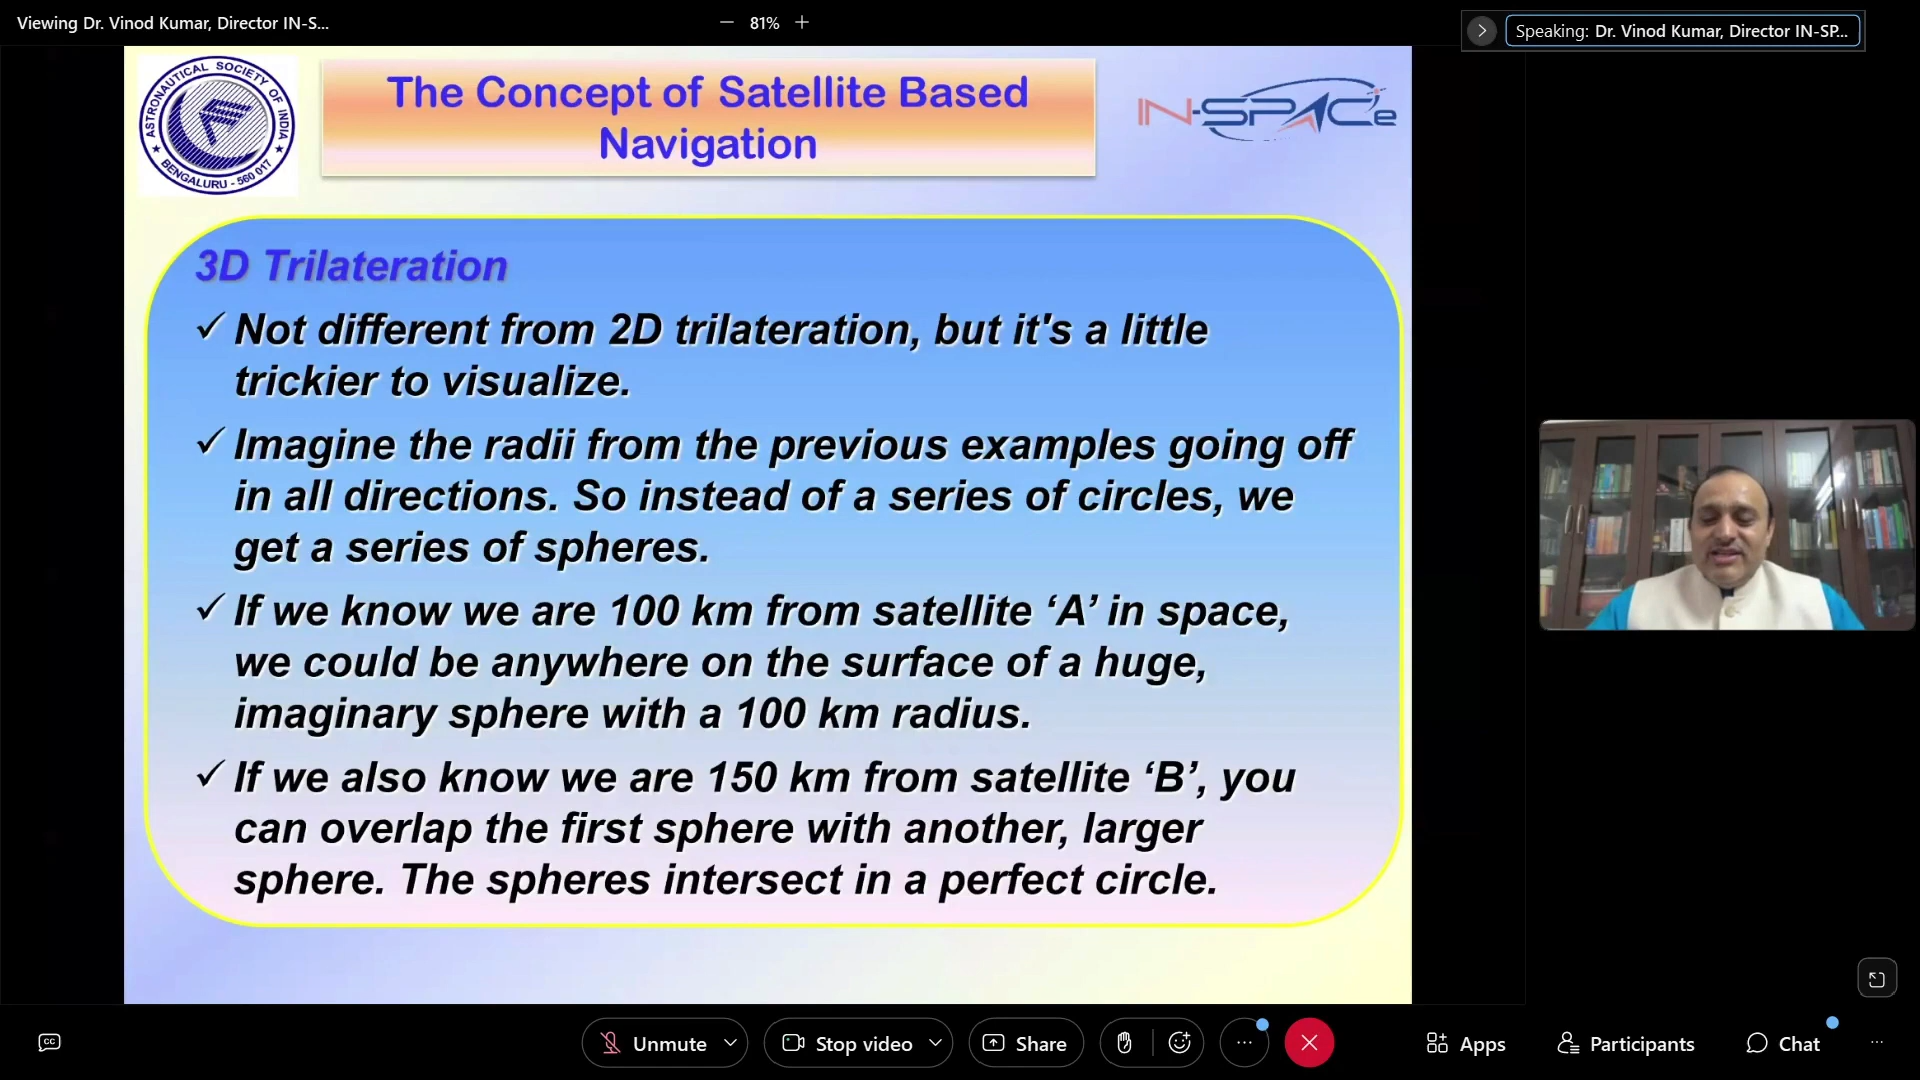 Viewing Dr. Vinod Kumar, Director IN-S...
81%
Speaking: Dr. Vinod Kumar, Director IN-SP...
ASTRONAUTICAL SOCIETY OF INDIA
BENGALURU - 560 017
The Concept of Satellite Based
Navigation
IN-SPACe
3D Trilateration
✓ Not different from 2D trilateration, but it's a little
trickier to visualize.
✓ Imagine the radii from the previous examples going off
in all directions. So instead of a series of circles, we
get a series of spheres.
✓ If we know we are 100 km from satellite ‘A’ in space,
we could be anywhere on the surface of a huge,
imaginary sphere with a 100 km radius.
✓ If we also know we are 150 km from satellite ‘B’, you
can overlap the first sphere with another, larger
sphere. The spheres intersect in a perfect circle.
CC
Unmute
Stop video
Share
Apps
Participants
Chat